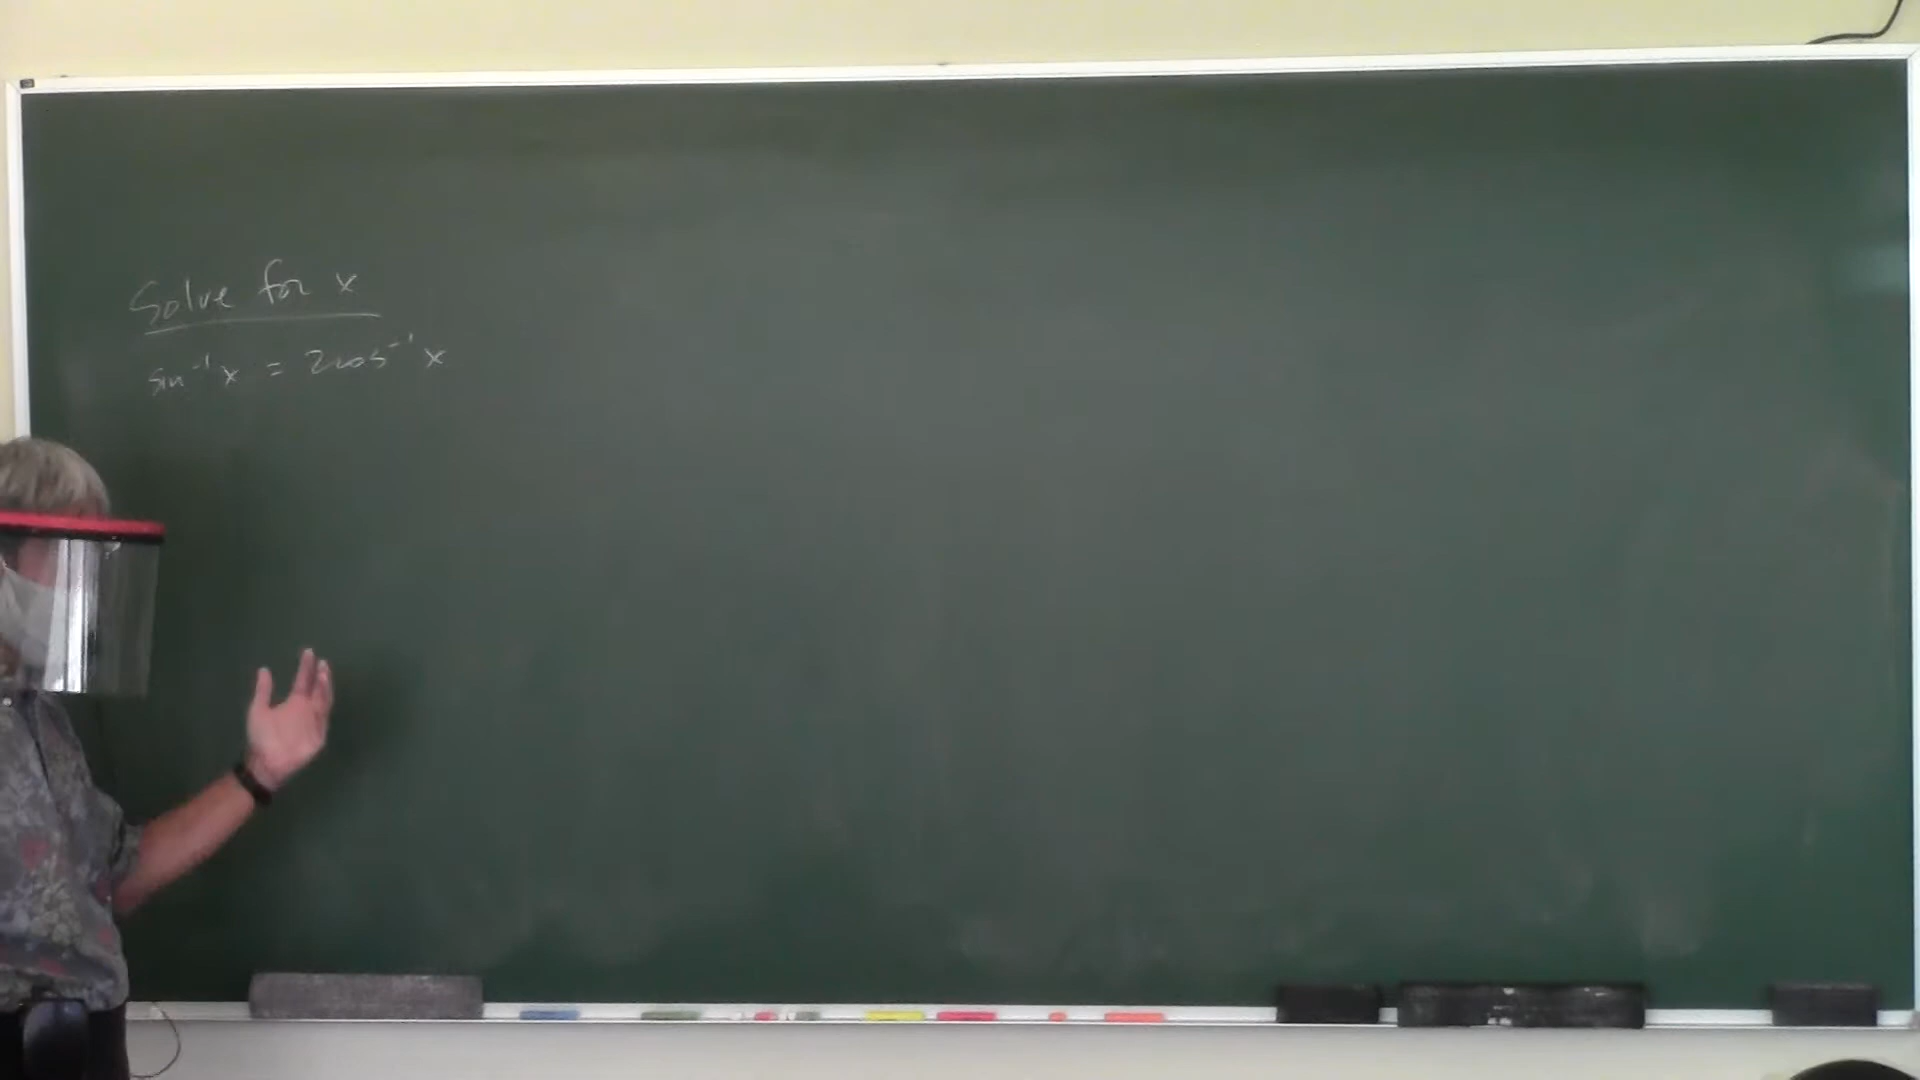 Solve for x
sin⁻¹x = 2cos⁻¹x